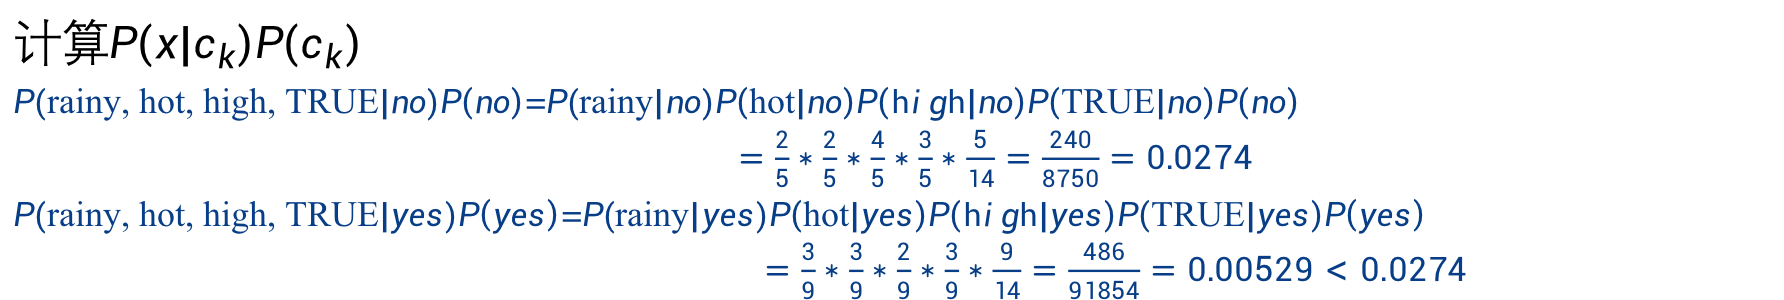 计算P(x|c_k)P(c_k)
P(rainy, hot, high, TRUE|no)P(no)=P(rainy|no)P(hot|no)P(hi gh|no)P(TRUE|no)P(no)
= 2/5 * 2/5 * 4/5 * 3/5 * 5/14 = 240/8750 = 0.0274
P(rainy, hot, high, TRUE|yes)P(yes)=P(rainy|yes)P(hot|yes)P(hi gh|yes)P(TRUE|yes)P(yes)
= 3/9 * 3/9 * 2/9 * 3/9 * 9/14 = 486/91854 = 0.00529 < 0.0274